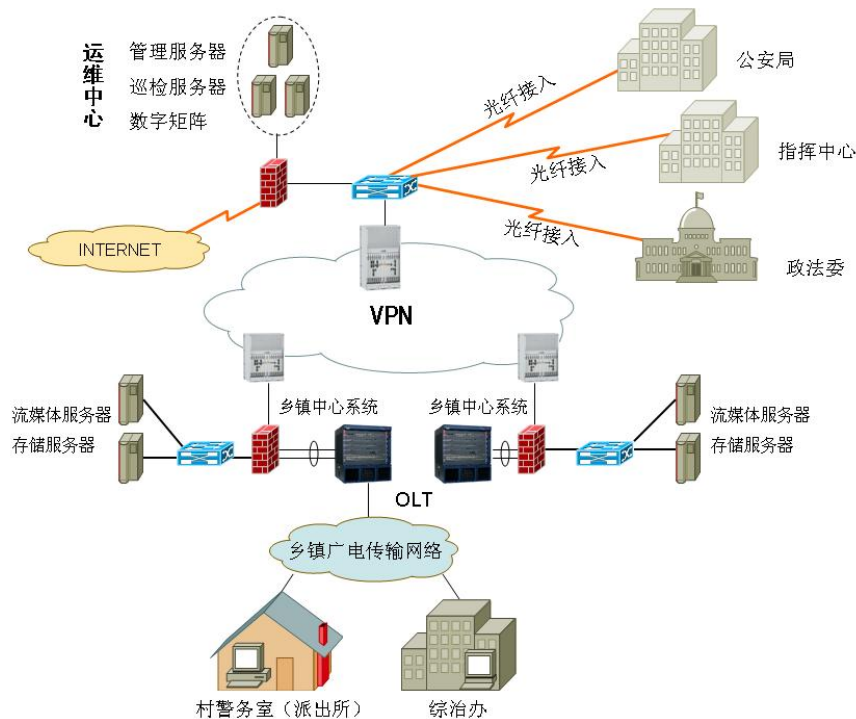 运维中心
管理服务器
巡检服务器
数字矩阵
公安局
光纤接入
指挥中心
光纤接入
光纤接入
政法委
INTERNET
VPN
乡镇中心系统
乡镇中心系统
流媒体服务器
存储服务器
流媒体服务器
存储服务器
OLT
乡镇广电传输网络
村警务室（派出所）
综治办